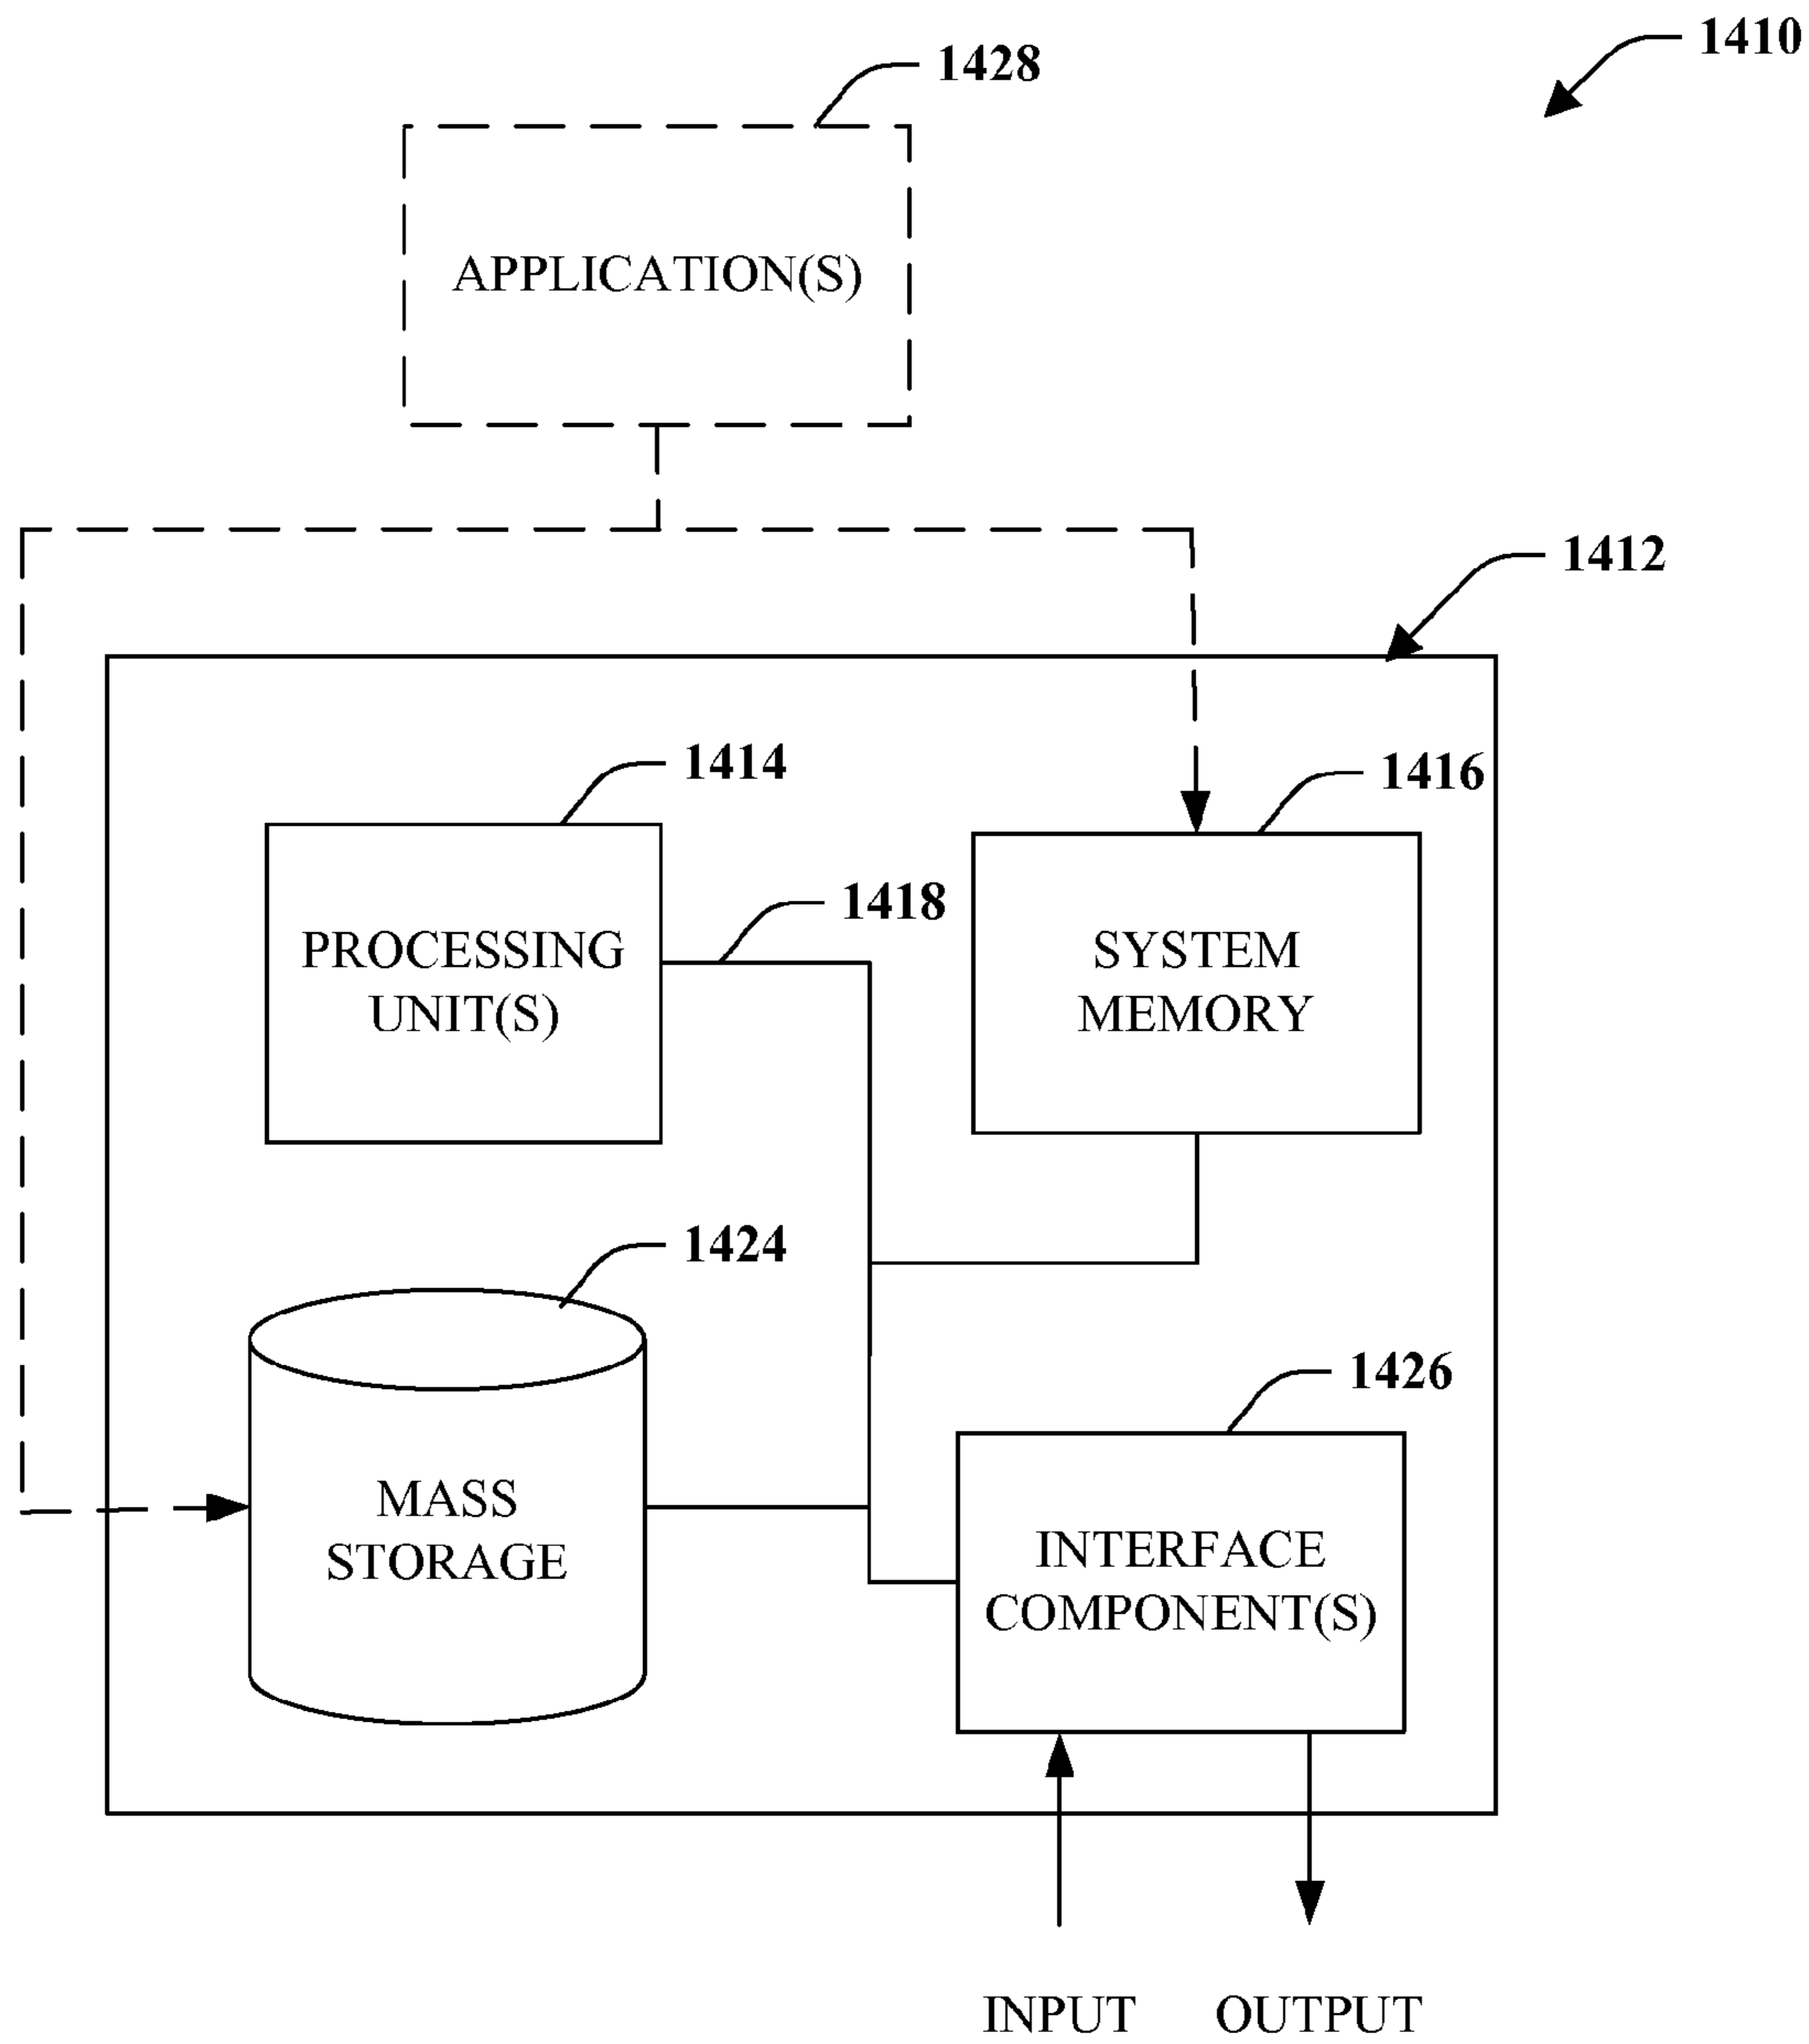 1410
1428
APPLICATION(S)
1412
1414
1416
1418
PROCESSING
UNIT(S)
SYSTEM
MEMORY
1424
1426
MASS
STORAGE
INTERFACE
COMPONENT(S)
INPUT
OUTPUT